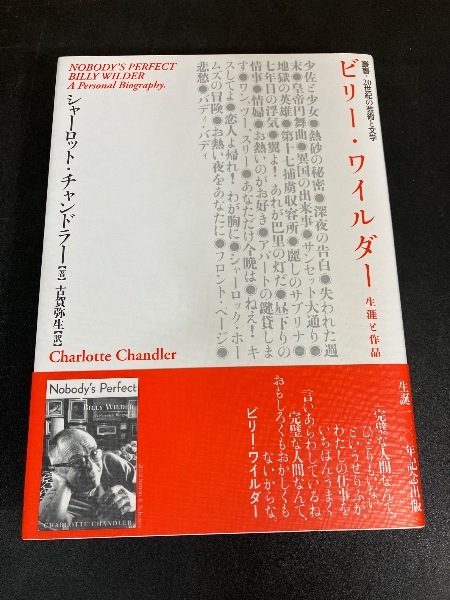 叢書・20世紀の芸術と文学
ビリー・ワイルダー
生涯と作品
少佐と少女●熱砂の秘密●深夜の告白●失われた週
末●皇帝円舞曲●異国の出来事●サンセット大通り●
地獄の英雄●第十七捕虜収容所●麗しのサブリナ●
七年目の浮気●翼よ!あれが巴里の灯だ●昼下りの
情事●情婦●お熱いのがお好き●アパートの鍵貸しま
す●ワン、ツー、スリー●あなただけ今晩は●ねえ!キ
スしてよ●恋人よ帰れ!わが胸に●シャーロック・ホー
ムズの冒険●お熱い夜をあなたに●フロント・ページ●
悲愁●バディ・バディ
NOBODY'S PERFECT
BILLY WILDER
A Personal Biography.
シャーロット・チャンドラー【著】古賀弥生【訳】
Charlotte Chandler
生誕一〇〇年記念出版
完璧な人間なんて、
ひとりもいない
というせりふが
わたしの仕事を
いちばんうまく
言いあらわしているね。
完璧な人間なんて、
おもしろくもおかしくも
ないからな。
ビリー・ワイルダー
Nobody's Perfect
BILLY WILDER
A Personal Biography
CHARLOTTE CHANDLER